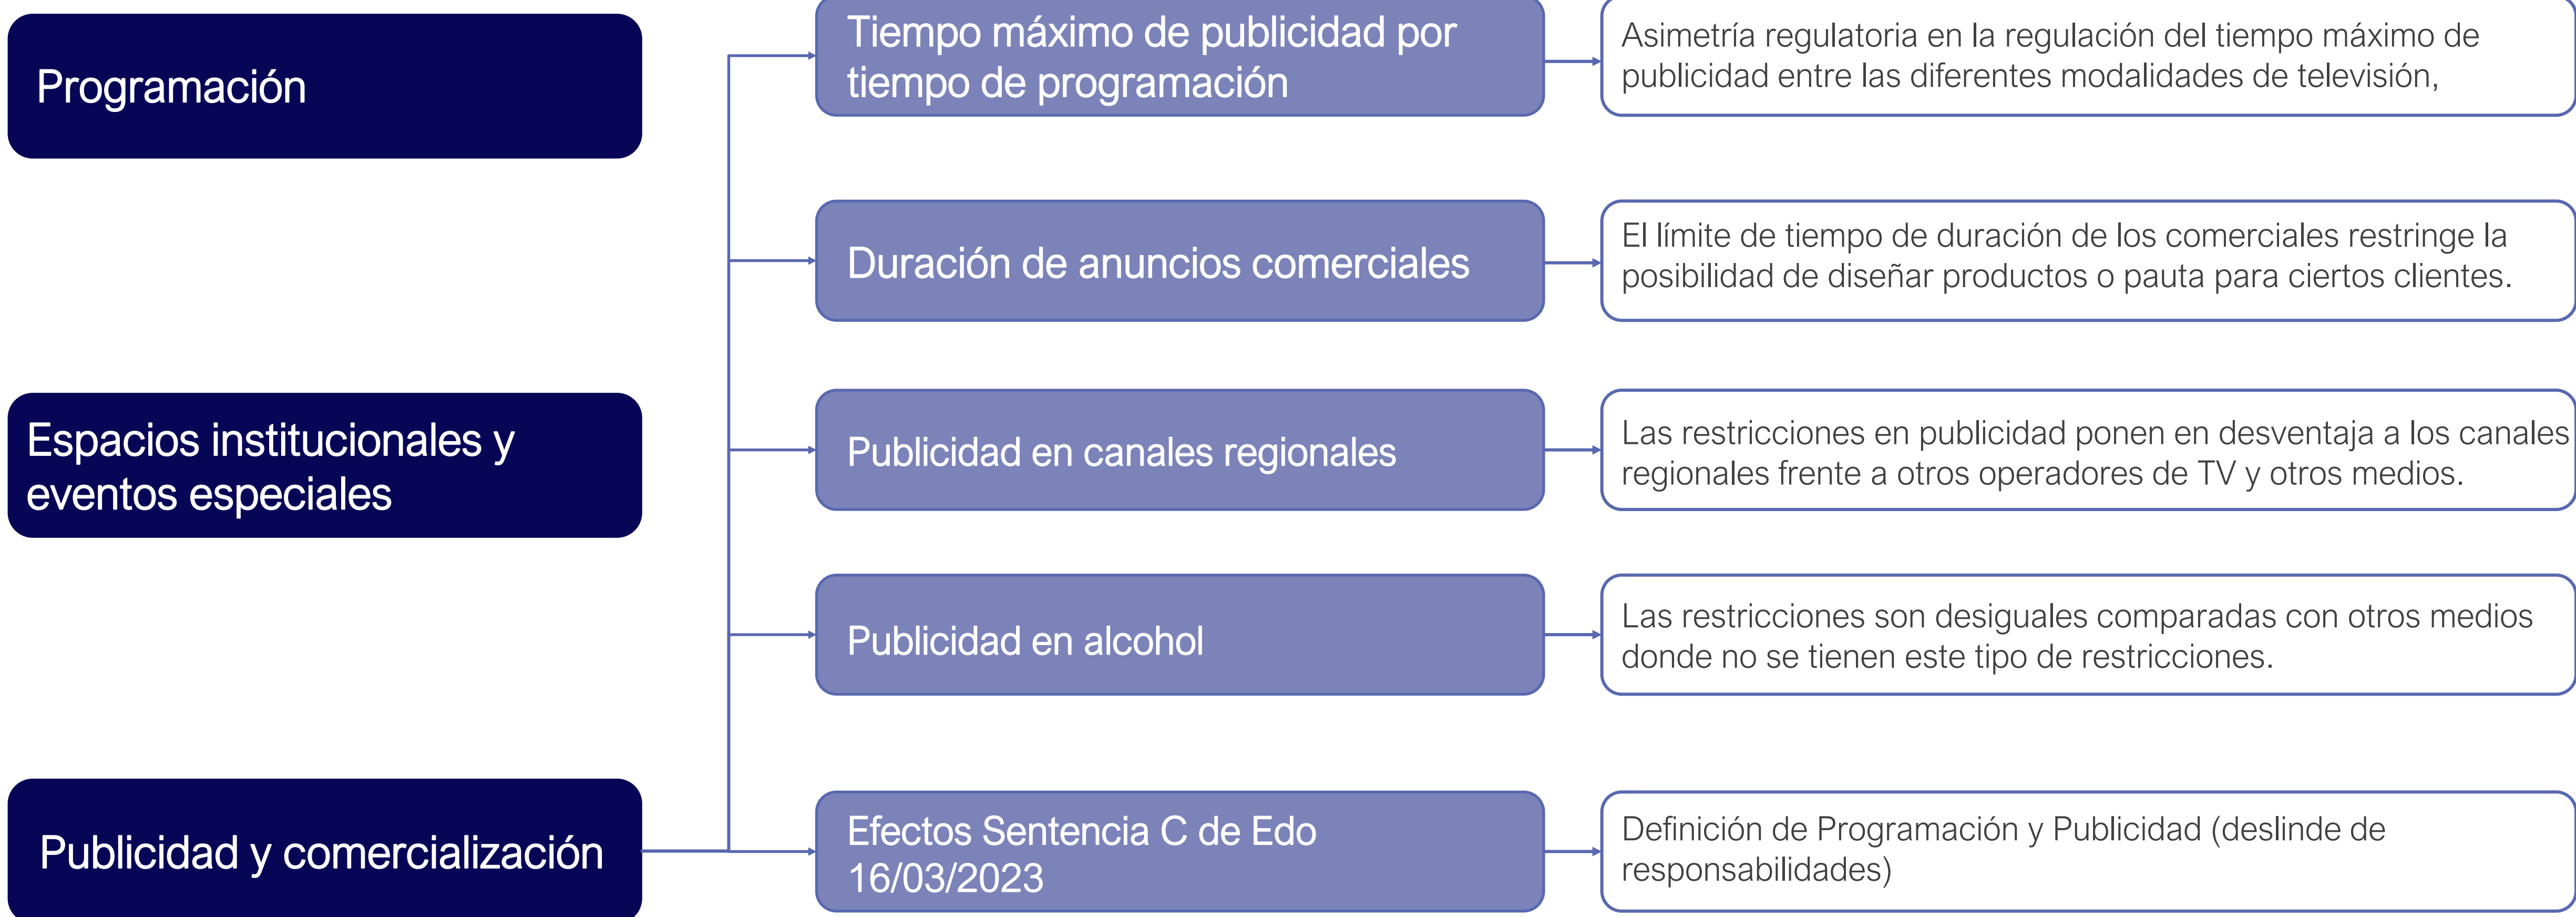 Programación
Tiempo máximo de publicidad por
tiempo de programación
Asimetría regulatoria en la regulación del tiempo máximo de
publicidad entre las diferentes modalidades de televisión,
Duración de anuncios comerciales
El límite de tiempo de duración de los comerciales restringe la
posibilidad de diseñar productos o pauta para ciertos clientes.
Espacios institucionales y
eventos especiales
Publicidad en canales regionales
Las restricciones en publicidad ponen en desventaja a los canales
regionales frente a otros operadores de TV y otros medios.
Publicidad en alcohol
Las restricciones son desiguales comparadas con otros medios
donde no se tienen este tipo de restricciones.
Publicidad y comercialización
Efectos Sentencia C de Edo
16/03/2023
Definición de Programación y Publicidad (deslinde de
responsabilidades)